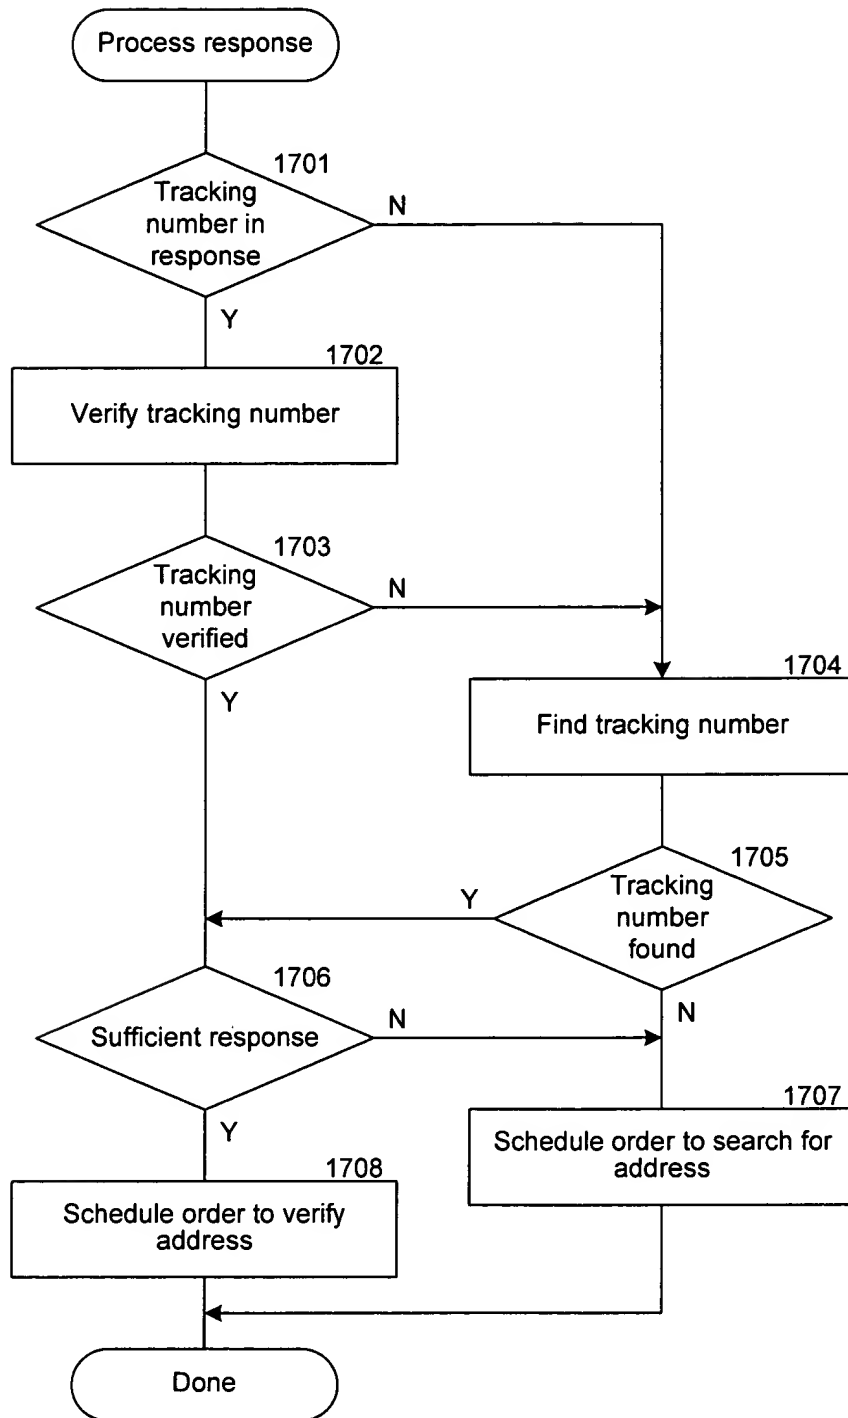 Process response
1701
Tracking
number in
response
N
Y
1702
Verify tracking number
1703
Tracking
number
verified
N
Y
1704
Find tracking number
1705
Tracking
number
found
Y
N
1706
Sufficient response
N
Y
1707
Schedule order to search for
address
1708
Schedule order to verify
address
Done